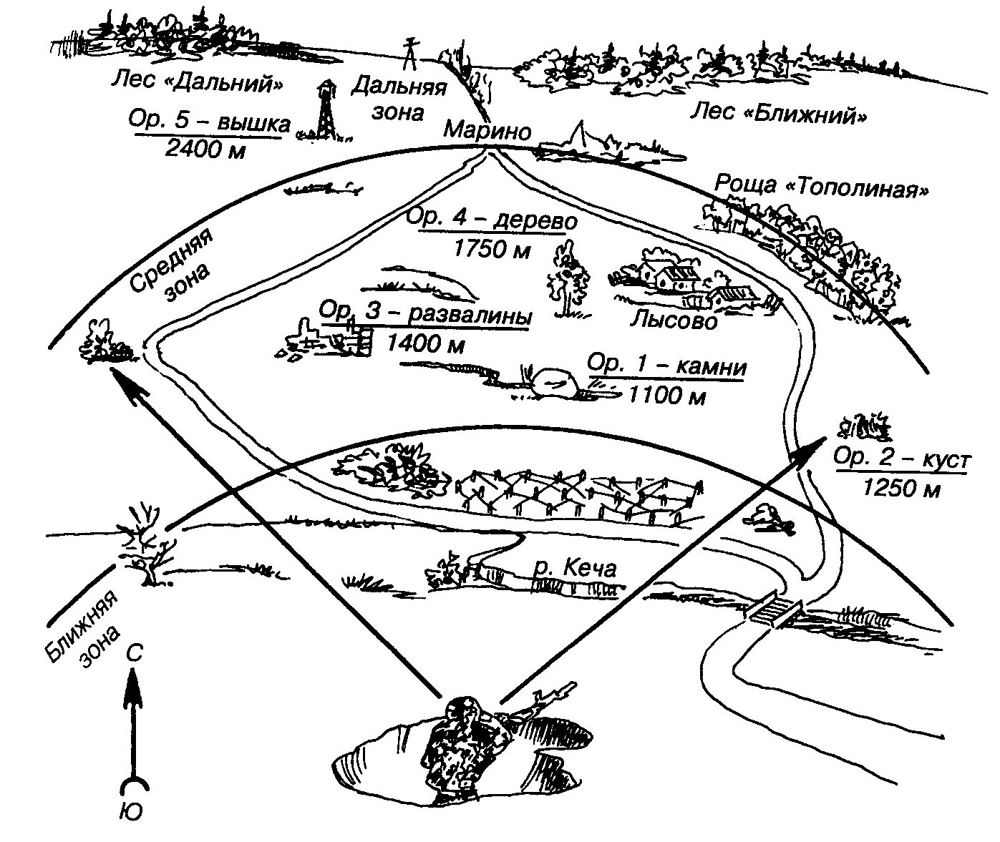 Лес «Дальний»
Дальняя
зона
Лес «Ближний»
Ор. 5 – вышка
2400 м
Марино
Роща «Тополиная»
Средняя
зона
Ор. 4 – дерево
1750 м
Ор. 3 – развалины
1400 м
Лысово
Ор. 1 – камни
1100 м
Ор. 2 – куст
1250 м
р. Кеча
Ближняя
зона
С
Ю